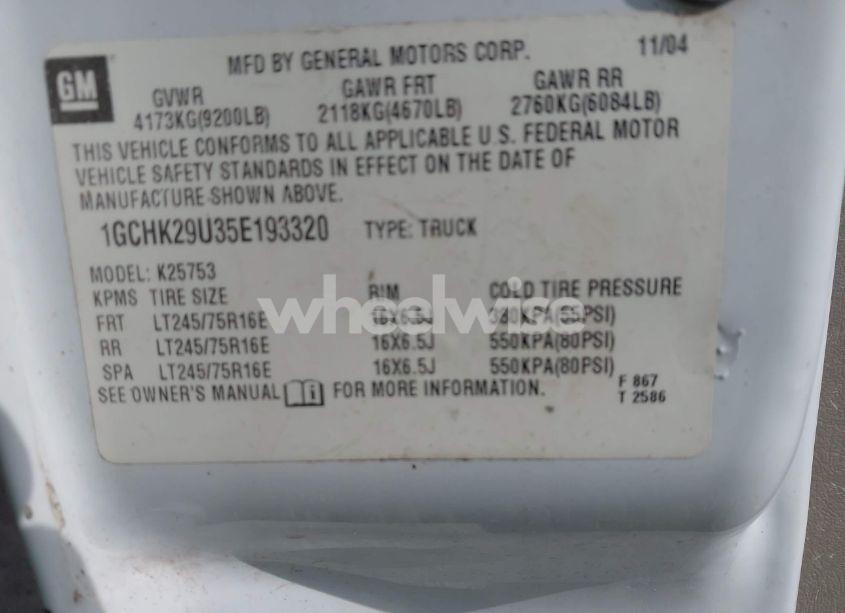 GM
MFD BY GENERAL MOTORS CORP. 11/04
GVWR GAWR FRT GAWR RR
4173KG(9200LB) 2118KG(4670LB) 2760KG(6084LB)
THIS VEHICLE CONFORMS TO ALL APPLICABLE U.S. FEDERAL MOTOR
VEHICLE SAFETY STANDARDS IN EFFECT ON THE DATE OF
MANUFACTURE SHOWN ABOVE.
1GCHK29U35E193320 TYPE: TRUCK
MODEL: K25753
KPMS TIRE SIZE RIM COLD TIRE PRESSURE
wheelwise
FRT LT245/75R16E 16X6.5J (55PSI)
RR LT245/75R16E 16X6.5J 550KPA(80PSI)
SPA LT245/75R16E 16X6.5J 550KPA(80PSI)
SEE OWNER'S MANUAL i FOR MORE INFORMATION.
F 867
T 2586